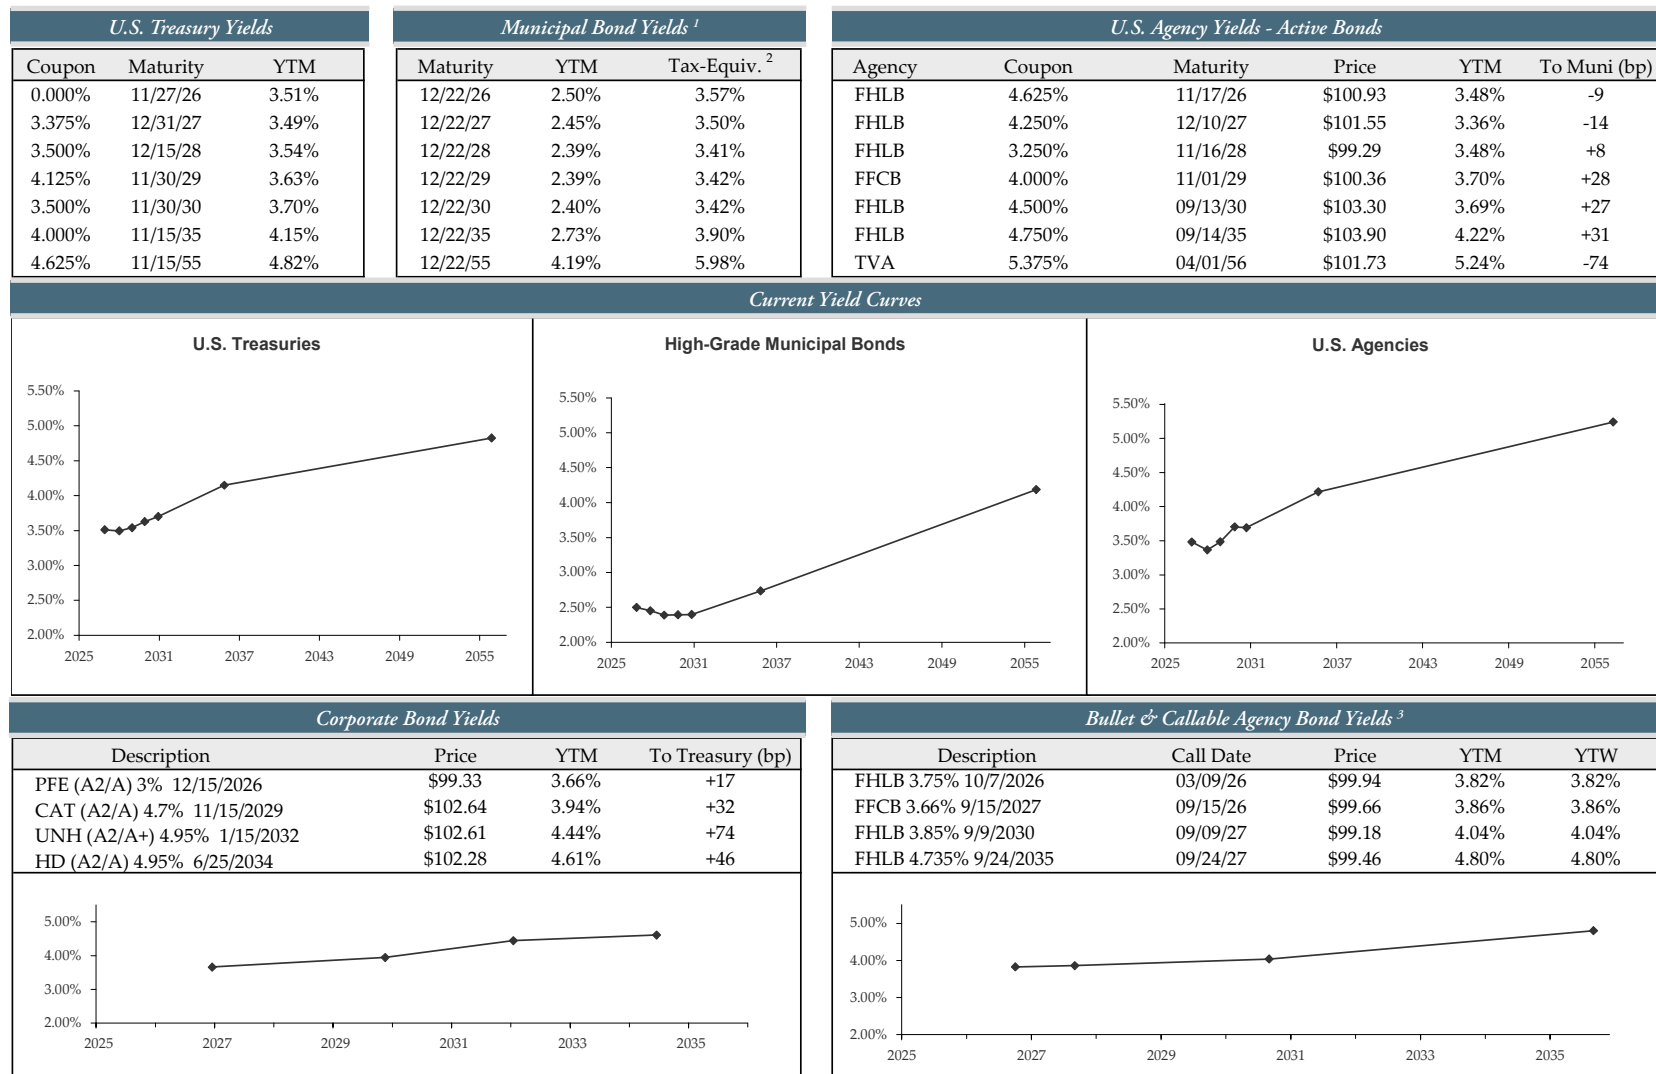 U.S. Treasury Yields
Coupon Maturity YTM
0.000% 11/27/26 3.51%
3.375% 12/31/27 3.49%
3.500% 12/15/28 3.54%
4.125% 11/30/29 3.63%
3.500% 11/30/30 3.70%
4.000% 11/15/35 4.15%
4.625% 11/15/55 4.82%
Municipal Bond Yields ¹
Maturity YTM Tax-Equiv. ²
12/22/26 2.50% 3.57%
12/22/27 2.45% 3.50%
12/22/28 2.39% 3.41%
12/22/29 2.39% 3.42%
12/22/30 2.40% 3.42%
12/22/35 2.73% 3.90%
12/22/55 4.19% 5.98%
U.S. Agency Yields - Active Bonds
Agency Coupon Maturity Price YTM To Muni (bp)
FHLB 4.625% 11/17/26 $100.93 3.48% -9
FHLB 4.250% 12/10/27 $101.55 3.36% -14
FHLB 3.250% 11/16/28 $99.29 3.48% +8
FFCB 4.000% 11/01/29 $100.36 3.70% +28
FHLB 4.500% 09/13/30 $103.30 3.69% +27
FHLB 4.750% 09/14/35 $103.90 4.22% +31
TVA 5.375% 04/01/56 $101.73 5.24% -74
Current Yield Curves
U.S. Treasuries
5.50%
5.00%
4.50%
4.00%
3.50%
3.00%
2.50%
2.00%
2025 2031 2037 2043 2049 2055
High-Grade Municipal Bonds
5.50%
5.00%
4.50%
4.00%
3.50%
3.00%
2.50%
2.00%
2025 2031 2037 2043 2049 2055
U.S. Agencies
5.50%
5.00%
4.50%
4.00%
3.50%
3.00%
2.50%
2.00%
2025 2031 2037 2043 2049 2055
Corporate Bond Yields
Description Price YTM To Treasury (bp)
PFE (A2/A) 3% 12/15/2026 $99.33 3.66% +17
CAT (A2/A) 4.7% 11/15/2029 $102.64 3.94% +32
UNH (A2/A+) 4.95% 1/15/2032 $102.61 4.44% +74
HD (A2/A) 4.95% 6/25/2034 $102.28 4.61% +46
5.00%
4.00%
3.00%
2.00%
2025 2027 2029 2031 2033 2035
Bullet & Callable Agency Bond Yields ³
Description Call Date Price YTM YTW
FHLB 3.75% 10/7/2026 03/09/26 $99.94 3.82% 3.82%
FFCB 3.66% 9/15/2027 09/15/26 $99.66 3.86% 3.86%
FHLB 3.85% 9/9/2030 09/09/27 $99.18 4.04% 4.04%
FHLB 4.735% 9/24/2035 09/24/27 $99.46 4.80% 4.80%
5.00%
4.00%
3.00%
2.00%
2025 2027 2029 2031 2033 2035